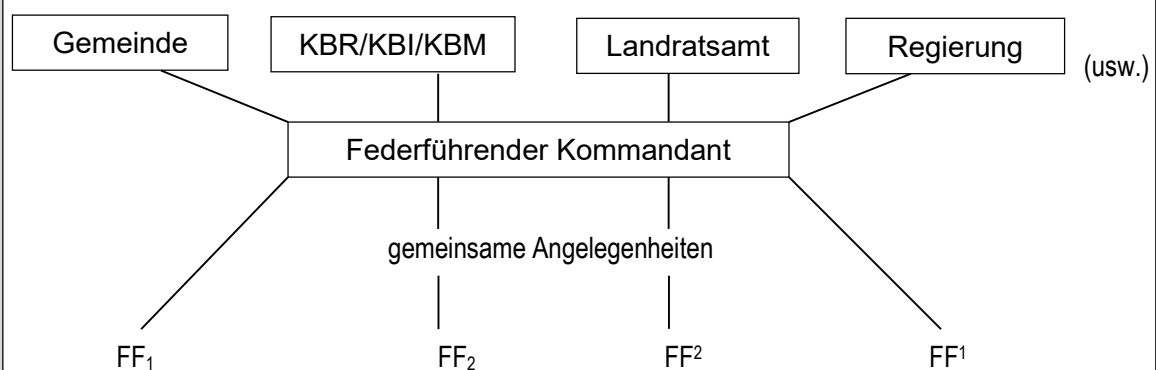 Gemeinde
KBR/KBI/KBM
Landratsamt
Regierung
(usw.)
Federführender Kommandant
gemeinsame Angelegenheiten
FF₁
FF₂
FF²
FF¹